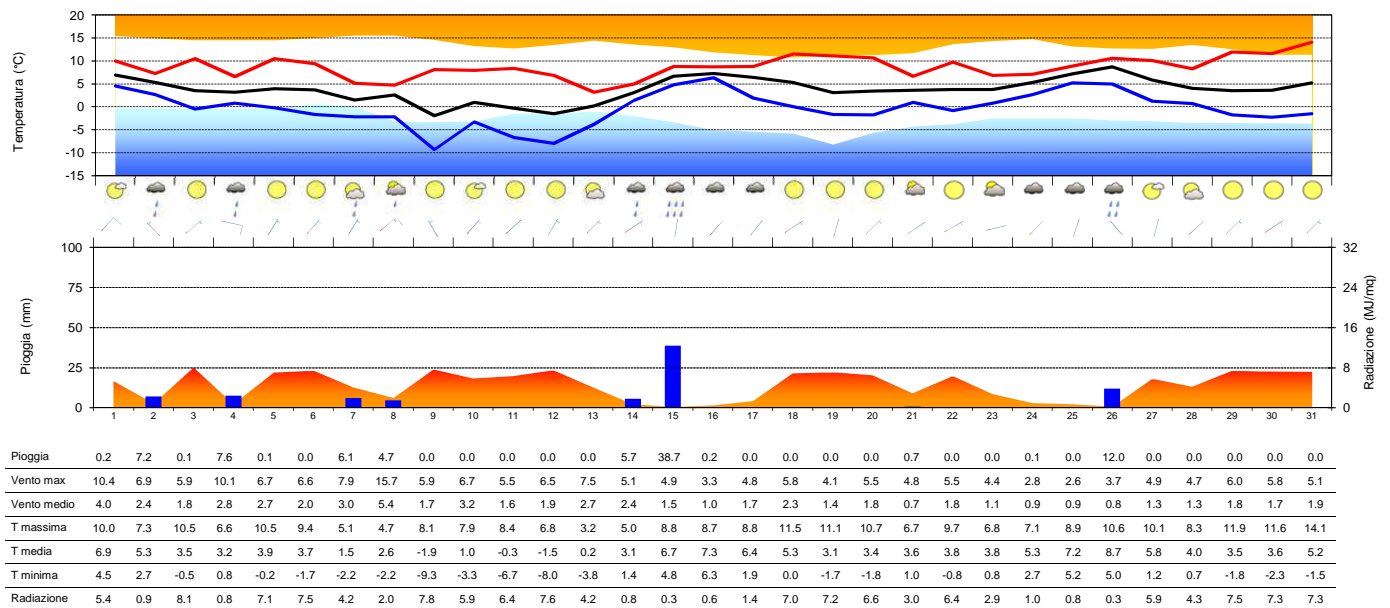 20
15
10
5
0
-5
-10
-15
Temperatura (°C)
100
75
50
25
0
Pioggia (mm)
32
24
16
8
0
Radiazione (MJ/mq)
1 2 3 4 5 6 7 8 9 10 11 12 13 14 15 16 17 18 19 20 21 22 23 24 25 26 27 28 29 30 31
Pioggia 0.2 7.2 0.1 7.6 0.1 0.0 6.1 4.7 0.0 0.0 0.0 0.0 0.0 5.7 38.7 0.2 0.0 0.0 0.0 0.0 0.7 0.0 0.0 0.1 0.0 12.0 0.0 0.0 0.0 0.0 0.0
Vento max 10.4 6.9 5.9 10.1 6.7 6.6 7.9 15.7 5.9 6.7 5.5 6.5 7.5 5.1 4.9 3.3 4.8 5.8 4.1 5.5 4.8 5.5 4.4 2.8 2.6 3.7 4.9 4.7 6.0 5.8 5.1
Vento medio 4.0 2.4 1.8 2.8 2.7 2.0 3.0 5.4 1.7 3.2 1.6 1.9 2.7 2.4 1.5 1.0 1.7 2.3 1.4 1.8 0.7 1.8 1.1 0.9 0.9 0.8 1.3 1.3 1.8 1.7 1.9
T massima 10.0 7.3 10.5 6.6 10.5 9.4 5.1 4.7 8.1 7.9 8.4 6.8 3.2 5.0 8.8 8.7 8.8 11.5 11.1 10.7 6.7 9.7 6.8 7.1 8.9 10.6 10.1 8.3 11.9 11.6 14.1
T media 6.9 5.3 3.5 3.2 3.9 3.7 1.5 2.6 -1.9 1.0 -0.3 -1.5 0.2 3.1 6.7 7.3 6.4 5.3 3.1 3.4 3.6 3.8 3.8 5.3 7.2 8.7 5.8 4.0 3.5 3.6 5.2
T minima 4.5 2.7 -0.5 0.8 -0.2 -1.7 -2.2 -2.2 -9.3 -3.3 -6.7 -8.0 -3.8 1.4 4.8 6.3 1.9 0.0 -1.7 -1.8 1.0 -0.8 0.8 2.7 5.2 5.0 1.2 0.7 -1.8 -2.3 -1.5
Radiazione 5.4 0.9 8.1 0.8 7.1 7.5 4.2 2.0 7.8 5.9 6.4 7.6 4.2 0.8 0.3 0.6 1.4 7.0 7.2 6.6 3.0 6.4 2.9 1.0 0.8 0.3 5.9 4.3 7.5 7.3 7.3